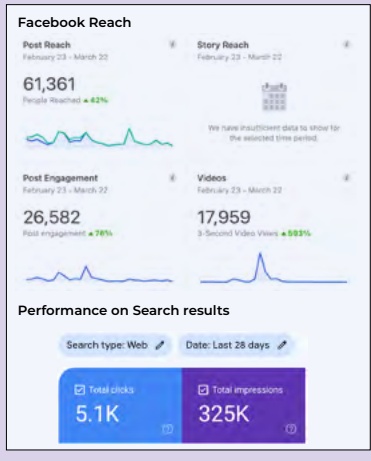 Facebook Reach
Post Reach
February 23 - March 22
61,361
People Reached ▲ 42%
Story Reach
February 23 - March 22
We have insufficient data to show for
the selected time period.
Post Engagement
February 23 - March 22
26,582
Post engagement ▲ 76%
Videos
February 23 - March 22
17,959
3-Second Video Views ▲ 593%
Performance on Search results
Search type: Web
Date: Last 28 days
Total clicks
5.1K
Total impressions
325K